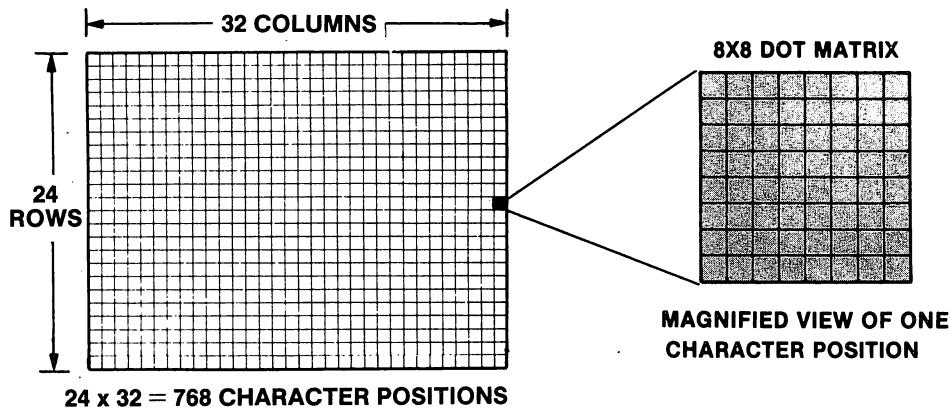 32 COLUMNS
8X8 DOT MATRIX
24
ROWS
MAGNIFIED VIEW OF ONE
CHARACTER POSITION
24 x 32 = 768 CHARACTER POSITIONS